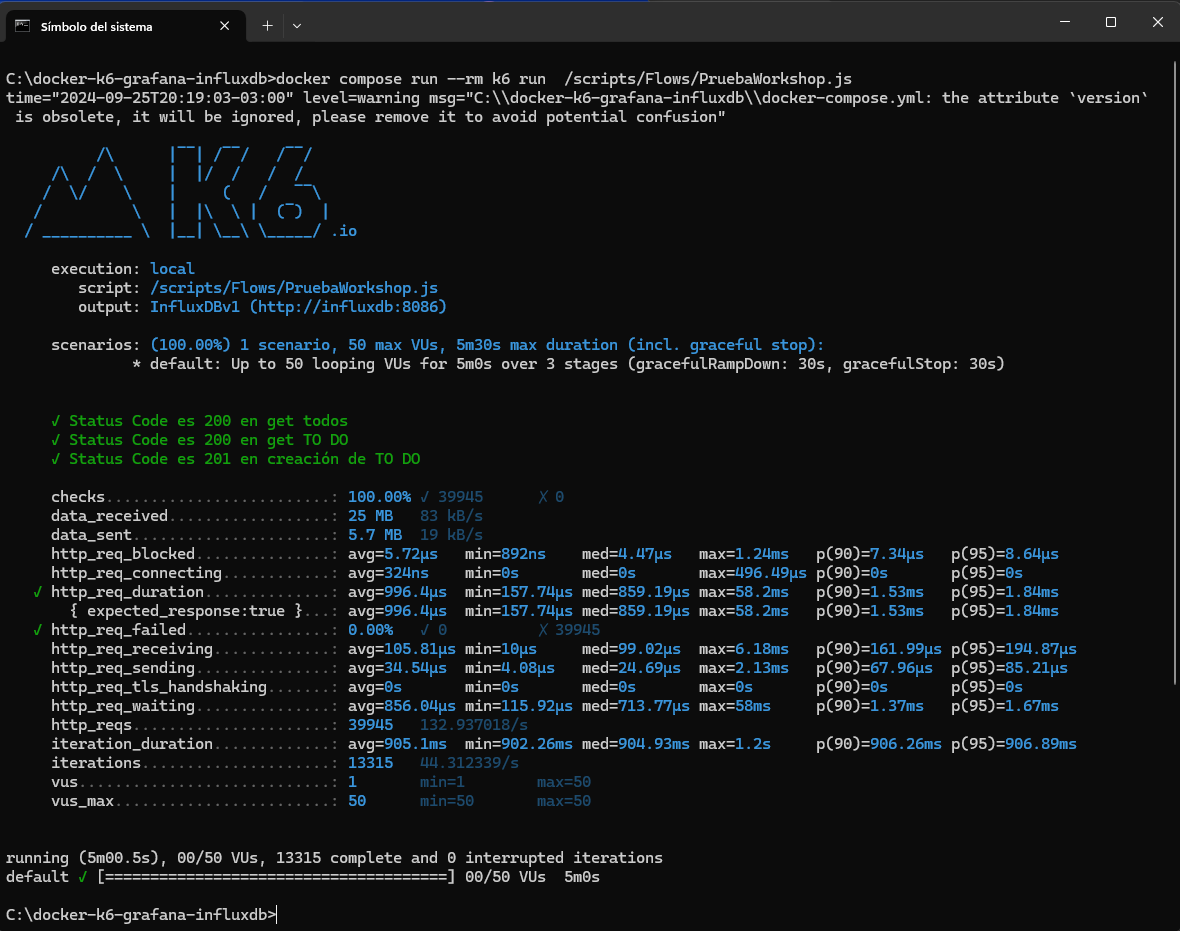 Símbolo del sistema
C:\docker-k6-grafana-influxdb>docker compose run --rm k6 run  /scripts/Flows/PruebaWorkshop.js
time="2024-09-25T20:19:03-03:00" level=warning msg="C:\\docker-k6-grafana-influxdb\\docker-compose.yml: the attribute `version`
 is obsolete, it will be ignored, please remove it to avoid potential confusion"
K6 .io
execution: local
script: /scripts/Flows/PruebaWorkshop.js
output: InfluxDBv1 (http://influxdb:8086)
scenarios: (100.00%) 1 scenario, 50 max VUs, 5m30s max duration (incl. graceful stop):
* default: Up to 50 looping VUs for 5m0s over 3 stages (gracefulRampDown: 30s, gracefulStop: 30s)
✓ Status Code es 200 en get todos
✓ Status Code es 200 en get TO DO
✓ Status Code es 201 en creación de TO DO
checks.........................: 100.00% ✓ 39945      ✗ 0
data_received..................: 25 MB   83 kB/s
data_sent......................: 5.7 MB  19 kB/s
http_req_blocked...............: avg=5.72µs   min=892ns    med=4.47µs   max=1.24ms   p(90)=7.34µs   p(95)=8.64µs
http_req_connecting............: avg=324ns    min=0s       med=0s       max=496.49µs p(90)=0s       p(95)=0s
✓ http_req_duration..............: avg=996.4µs  min=157.74µs med=859.19µs max=58.2ms   p(90)=1.53ms   p(95)=1.84ms
{ expected_response:true }...: avg=996.4µs  min=157.74µs med=859.19µs max=58.2ms   p(90)=1.53ms   p(95)=1.84ms
✓ http_req_failed................: 0.00%   ✓ 0          ✗ 39945
http_req_receiving.............: avg=105.81µs min=10µs     med=99.02µs  max=6.18ms   p(90)=161.99µs p(95)=194.87µs
http_req_sending...............: avg=34.54µs  min=4.08µs   med=24.69µs  max=2.13ms   p(90)=67.96µs  p(95)=85.21µs
http_req_tls_handshaking.......: avg=0s       min=0s       med=0s       max=0s       p(90)=0s       p(95)=0s
http_req_waiting...............: avg=856.04µs min=115.92µs med=713.77µs max=58ms     p(90)=1.37ms   p(95)=1.67ms
http_reqs......................: 39945   132.937018/s
iteration_duration.............: avg=905.1ms  min=902.26ms med=904.93ms max=1.2s     p(90)=906.26ms p(95)=906.89ms
iterations.....................: 13315   44.312339/s
vus............................: 1       min=1        max=50
vus_max........................: 50      min=50       max=50
running (5m00.5s), 00/50 VUs, 13315 complete and 0 interrupted iterations
default ✓ [======================================] 00/50 VUs  5m0s
C:\docker-k6-grafana-influxdb>